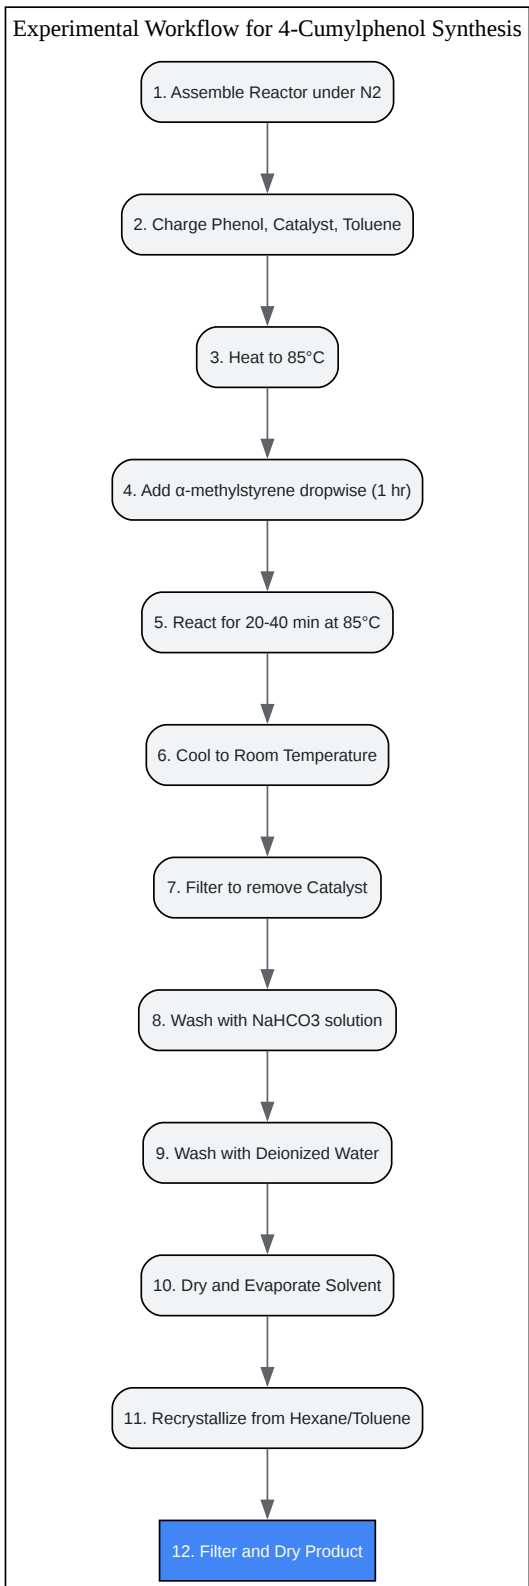 Experimental Workflow for 4-Cumylphenol Synthesis
1. Assemble Reactor under N2
2. Charge Phenol, Catalyst, Toluene
3. Heat to 85°C
4. Add α-methylstyrene dropwise (1 hr)
5. React for 20-40 min at 85°C
6. Cool to Room Temperature
7. Filter to remove Catalyst
8. Wash with NaHCO3 solution
9. Wash with Deionized Water
10. Dry and Evaporate Solvent
11. Recrystallize from Hexane/Toluene
12. Filter and Dry Product